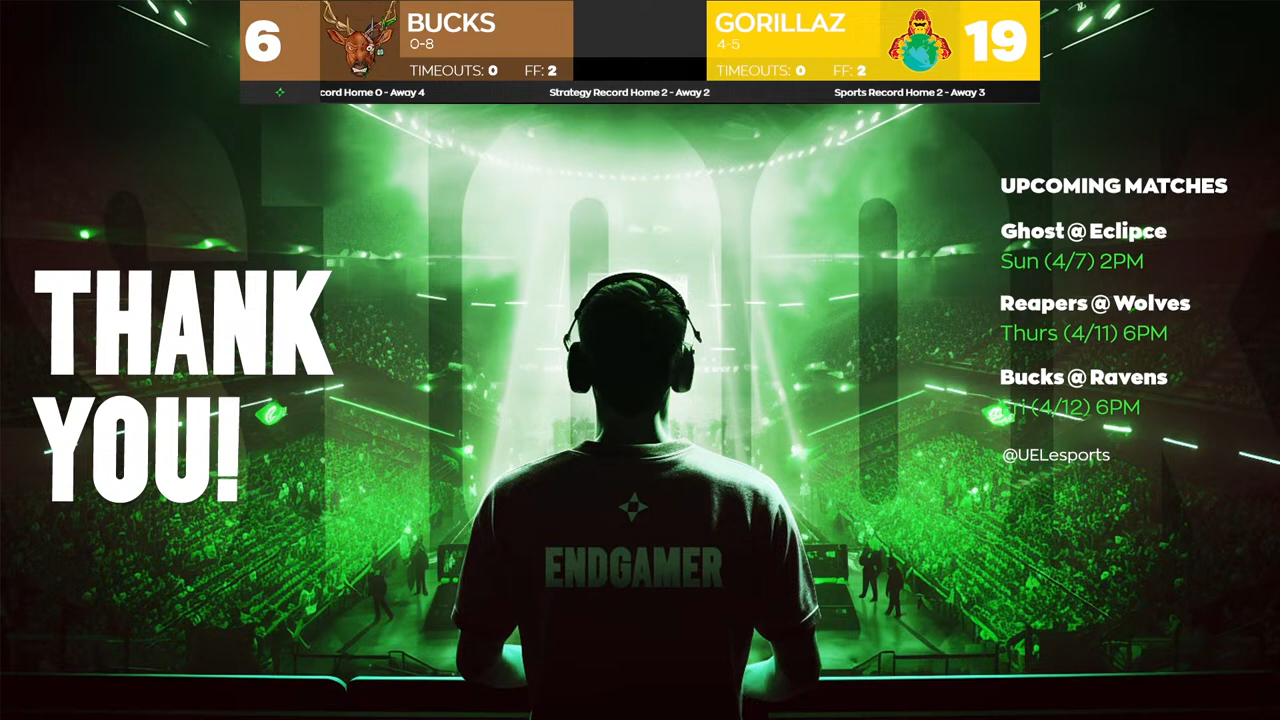 6
BUCKS
0-8
TIMEOUTS: 0 FF: 2
GORILLAZ
4-5
TIMEOUTS: 0 FF: 2
19
cord Home 0 - Away 4 Strategy Record Home 2 - Away 2 Sports Record Home 2 - Away 3
THANK
YOU!
UPCOMING MATCHES
Ghost @ Eclipce
Sun (4/7) 2PM
Reapers @ Wolves
Thurs (4/11) 6PM
Bucks @ Ravens
Fri (4/12) 6PM
@UELesports
ENDGAMER